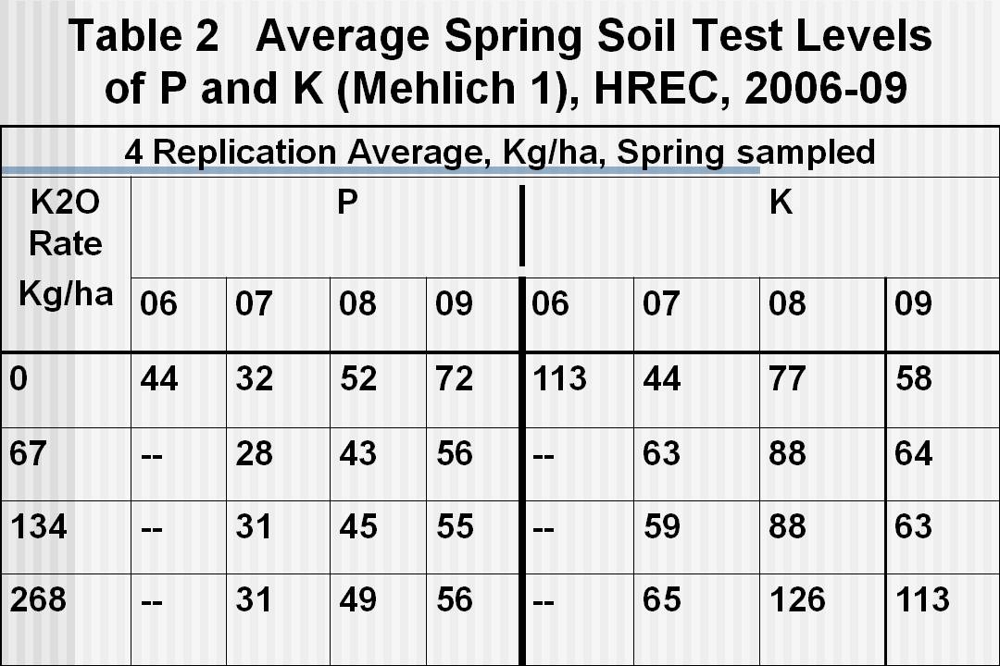 Table 2 Average Spring Soil Test Levels
of P and K (Mehlich 1), HREC, 2006-09
4 Replication Average, Kg/ha, Spring sampled
K2O
Rate
Kg/ha
P K
06 07 08 09 06 07 08 09
0 44 32 52 72 113 44 77 58
67 -- 28 43 56 -- 63 88 64
134 -- 31 45 55 -- 59 88 63
268 -- 31 49 56 -- 65 126 113